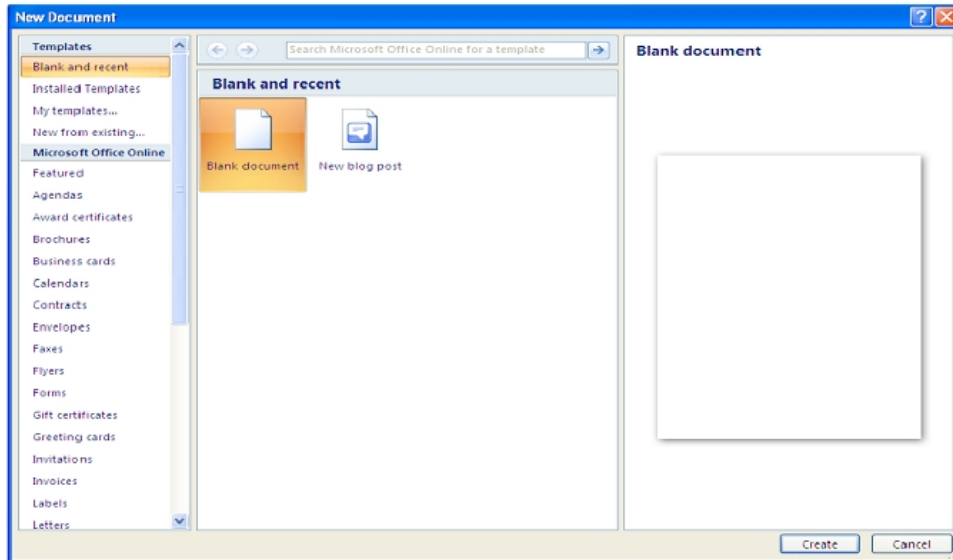 New Document
Templates
Blank and recent
Installed Templates
My templates...
New from existing...
Microsoft Office Online
Featured
Agendas
Award certificates
Brochures
Business cards
Calendars
Contracts
Envelopes
Faxes
Flyers
Forms
Gift certificates
Greeting cards
Invitations
Invoices
Labels
Letters
Search Microsoft Office Online for a template
Blank and recent
Blank document
New blog post
Blank document
Create
Cancel